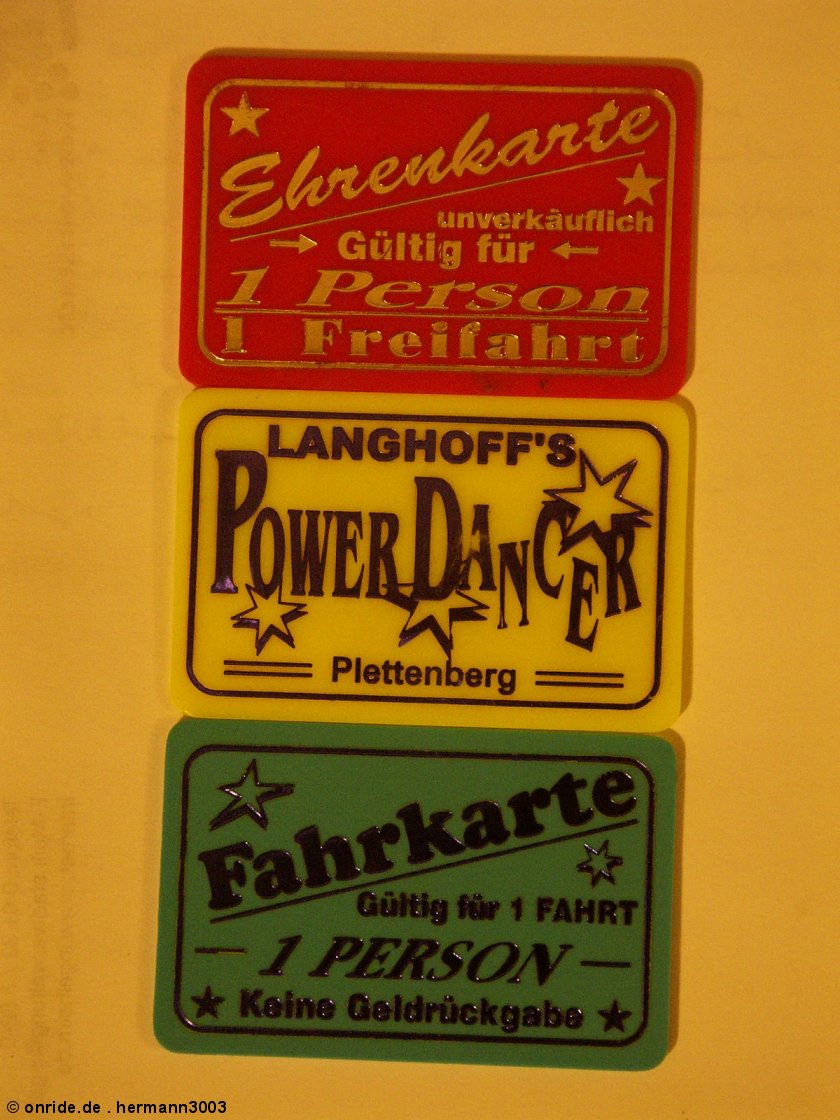 Ehrenkarte
unverkäuflich
Gültig für
1 Person
1 Freifahrt
LANGHOFF'S
POWER DANCER
Plettenberg
Fahrkarte
Gültig für 1 FAHRT
1 PERSON
Keine Geldrückgabe
© onride.de . hermann3003